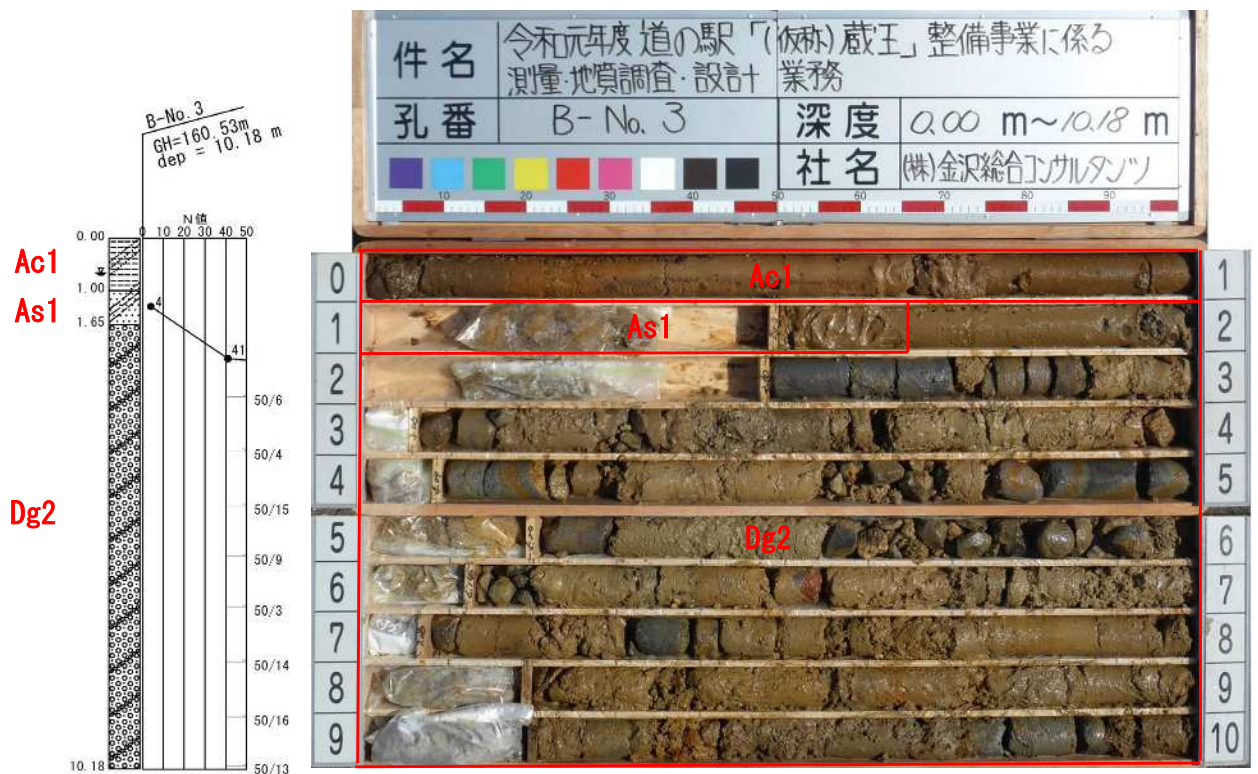 件名
令和元年度 道の駅「(仮称)蔵王」整備事業に係る
測量・地質調査・設計 業務
孔番
B-No. 3
深度
0.00 m～10.18 m
社名
(株)金沢総合コンサルタンツ
10 20 30 40 50 60 70 80 90
B-No. 3
GH=160.53m
dep = 10.18 m
N値
0 10 20 30 40 50
0.00
Ac1
1.00
As1
1.65
4
41
50/6
50/4
50/15
Dg2
50/9
50/3
50/14
50/16
10.18
50/13
0 Ac1 1
1 As1 2
2 3
3 4
4 5
5 Dg2 6
6 7
7 8
8 9
9 10